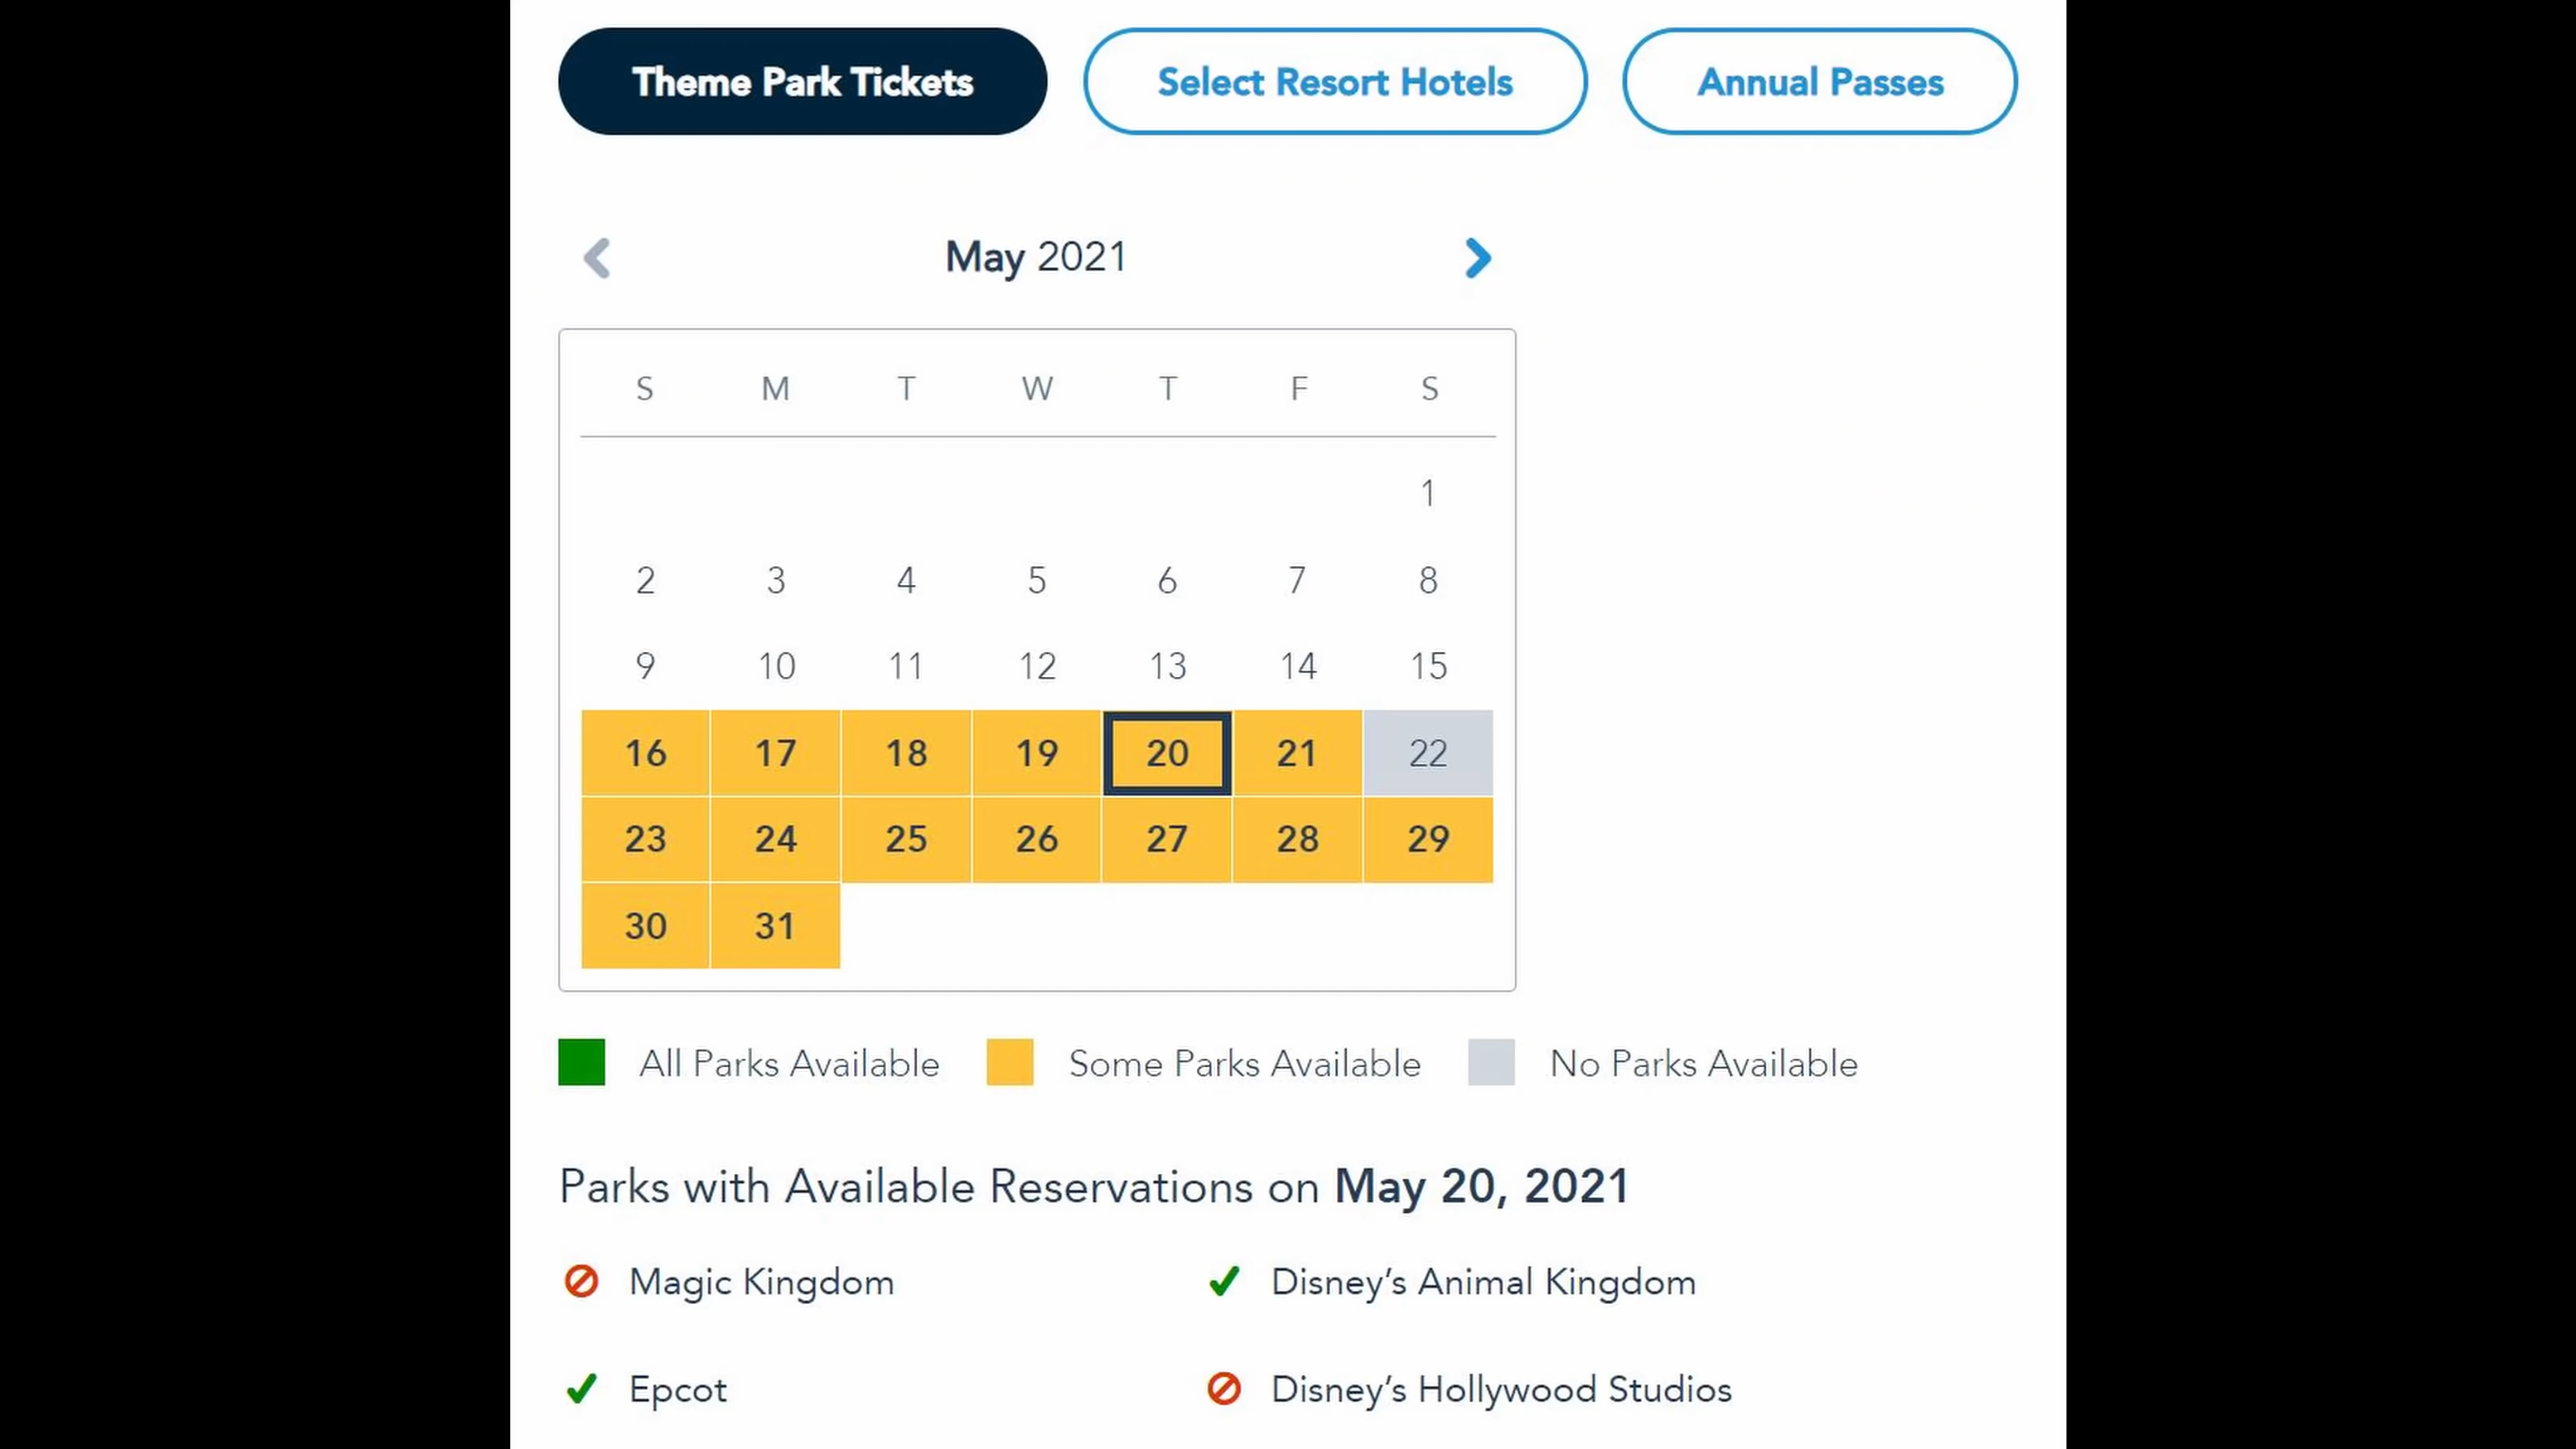 Theme Park Tickets Select Resort Hotels Annual Passes
May 2021
S M T W T F S
1
2 3 4 5 6 7 8
9 10 11 12 13 14 15
16 17 18 19 20 21 22
23 24 25 26 27 28 29
30 31
All Parks Available Some Parks Available No Parks Available
Parks with Available Reservations on May 20, 2021
Magic Kingdom Disney’s Animal Kingdom
Epcot Disney’s Hollywood Studios